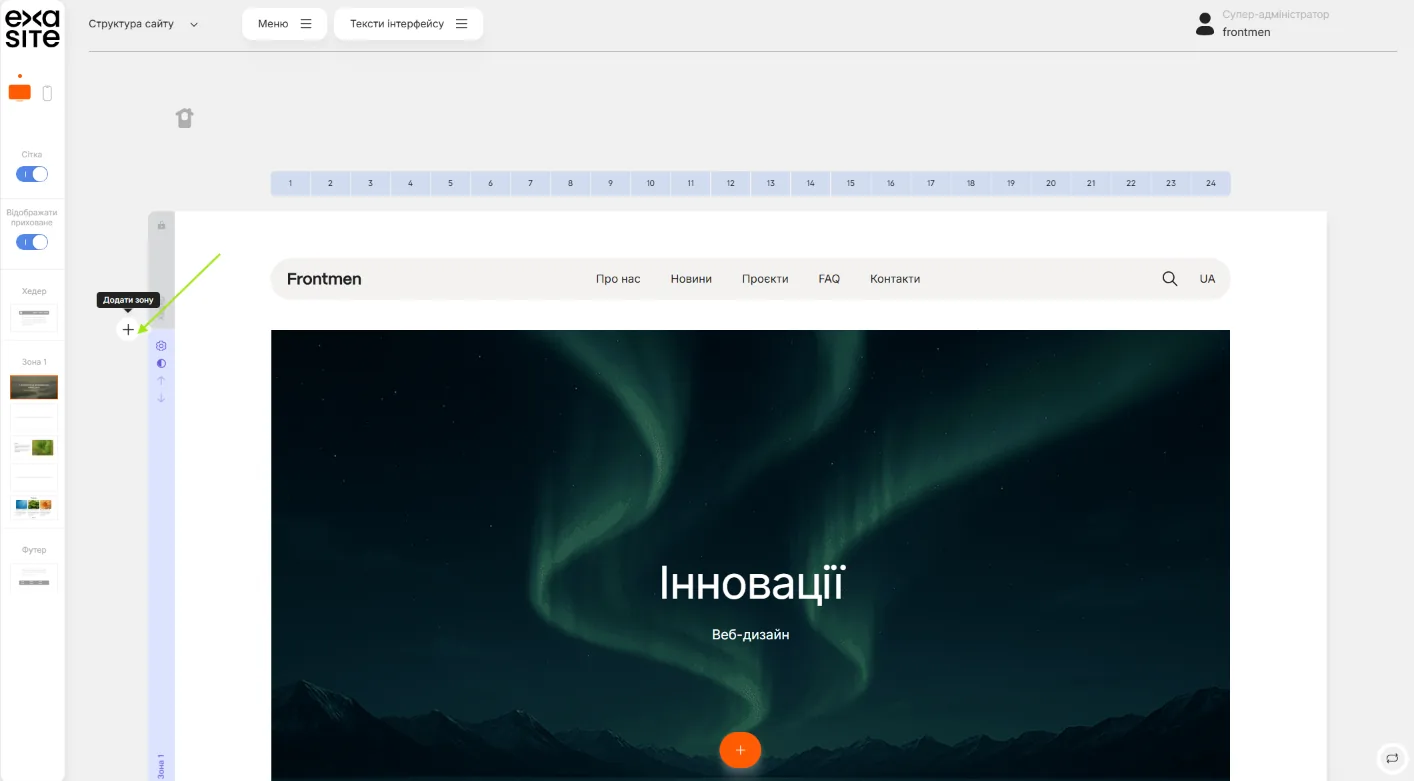 exa
site
Структура сайту
Меню
Тексти інтерфейсу
Супер-адміністратор
frontmen
Сітка
Відображати
приховане
1 2 3 4 5 6 7 8 9 10 11 12 13 14 15 16 17 18 19 20 21 22 23 24
Frontmen
Про нас
Новини
Проєкти
FAQ
Контакти
UA
Хедер
Додати зону
Зона 1
Інновації
Веб-дизайн
Футер
Зона 1